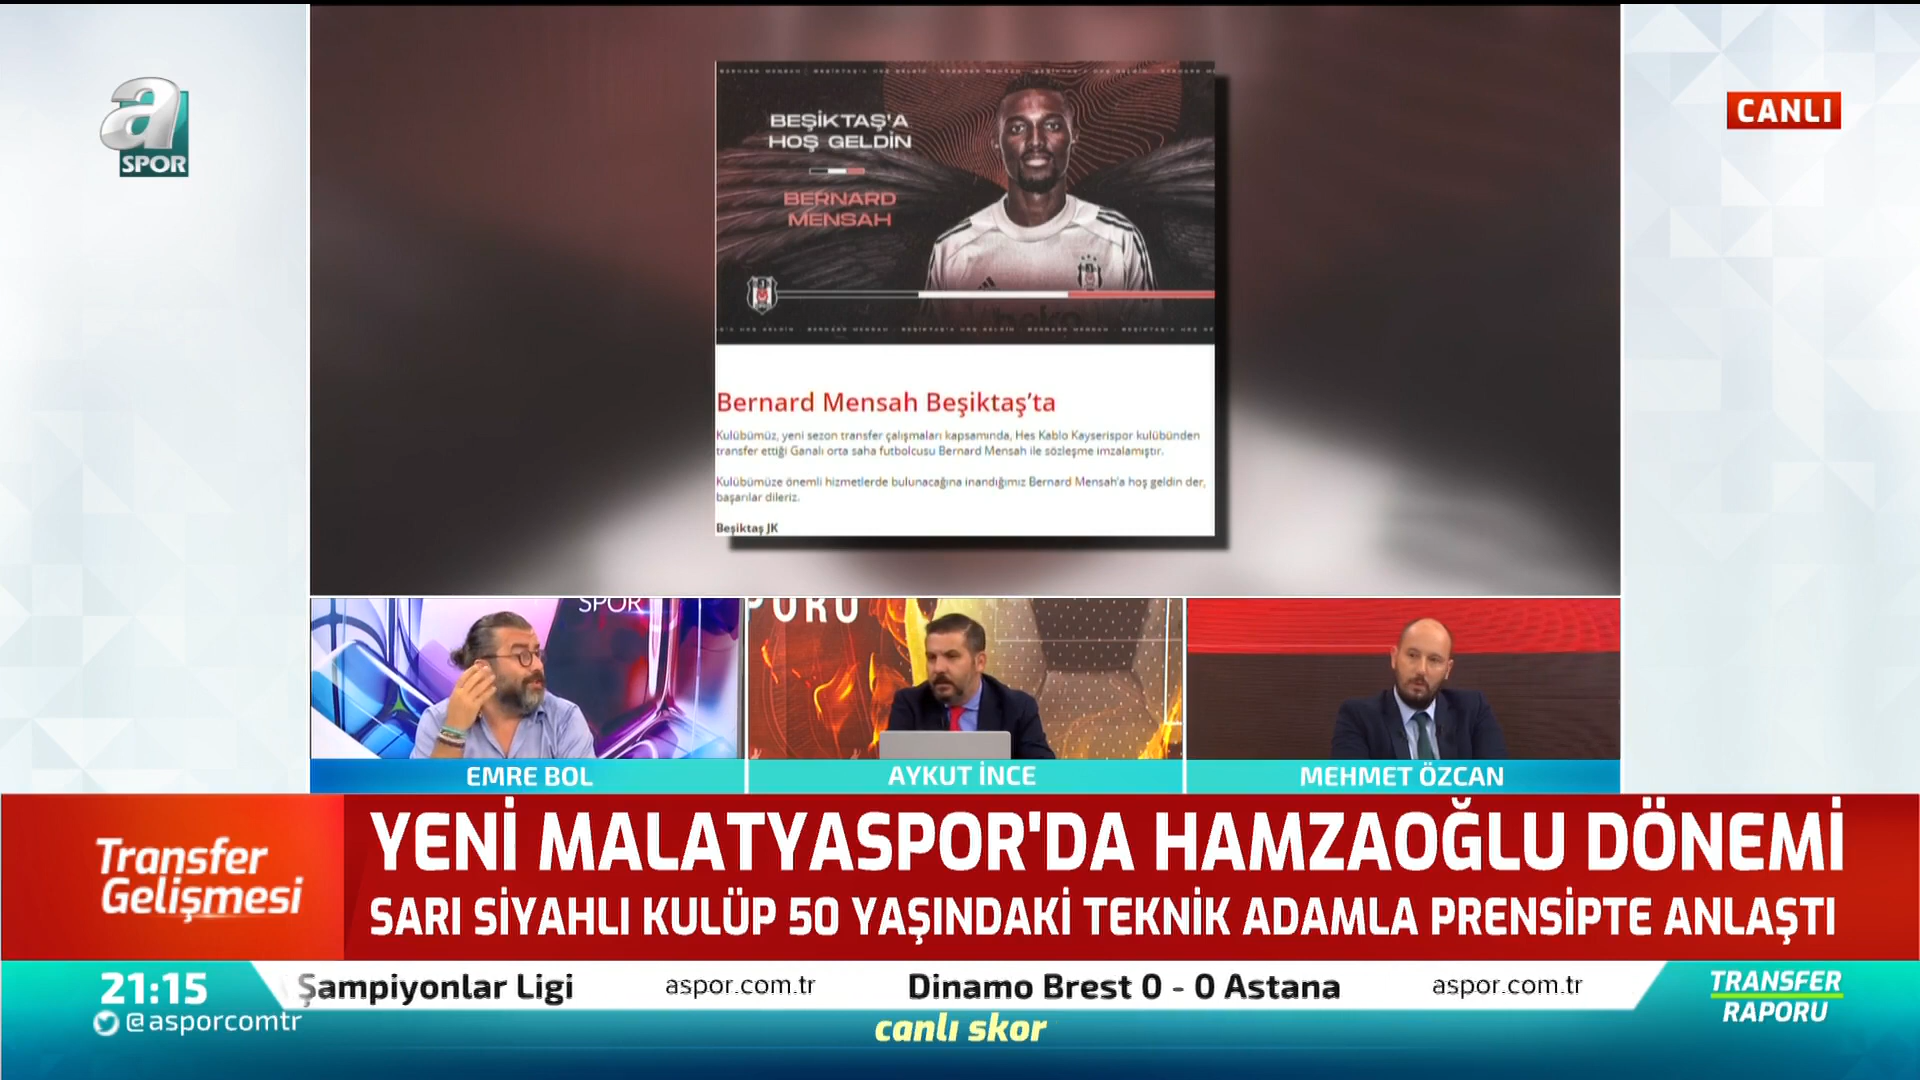 a
SPOR
CANLI
BEŞİKTAŞ'A
HOŞ GELDİN
BERNARD
MENSAH
Bernard Mensah Beşiktaş'ta
Kulübümüz, yeni sezon transfer çalışmaları kapsamında, Hes Kablo Kayserispor kulübünden
transfer ettiği Ganalı orta saha futbolcusu Bernard Mensah ile sözleşme imzalamıştır.
Kulübümüze önemli hizmetlerde bulunacağına inandığımız Bernard Mensah'a hoş geldin der,
başarılar dileriz.
Beşiktaş JK
SPOR
PORU
EMRE BOL
AYKUT İNCE
MEHMET ÖZCAN
Transfer
Gelişmesi
YENİ MALATYASPOR'DA HAMZAOĞLU DÖNEMİ
SARI SİYAHLI KULÜP 50 YAŞINDAKİ TEKNİK ADAMLA PRENSİPTE ANLAŞTI
21:15
Şampiyonlar Ligi
aspor.com.tr
Dinamo Brest 0 - 0 Astana
aspor.com.tr
TRANSFER
RAPORU
@asporcomtr
canlı skor